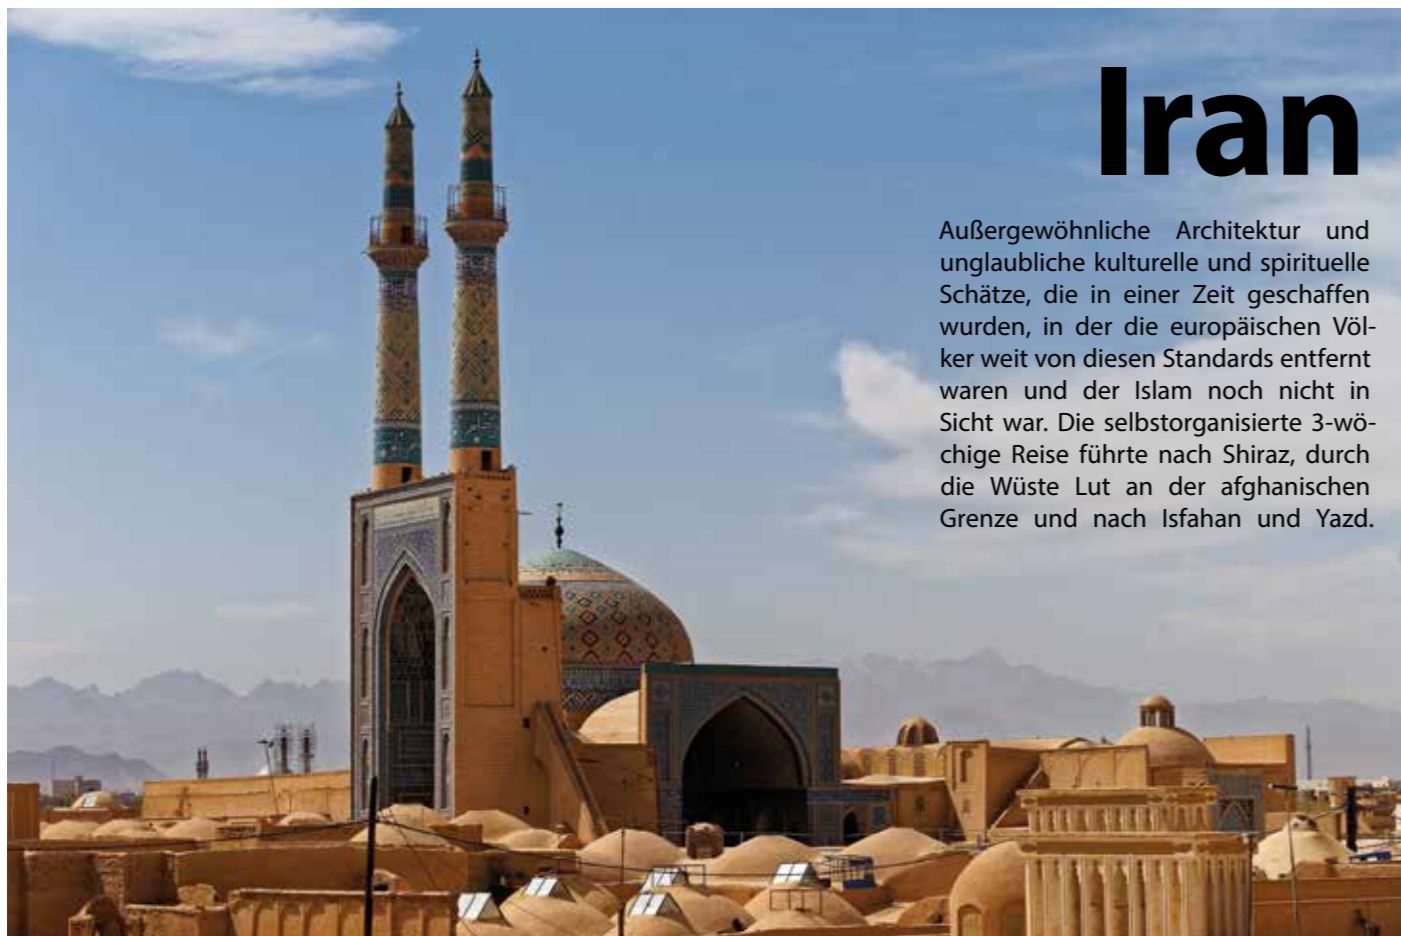 Iran
Außergewöhnliche Architektur und
unglaubliche kulturelle und spirituelle
Schätze, die in einer Zeit geschaffen
wurden, in der die europäischen Völ-
ker weit von diesen Standards entfernt
waren und der Islam noch nicht in
Sicht war. Die selbstorganisierte 3-wö-
chige Reise führte nach Shiraz, durch
die Wüste Lut an der afghanischen
Grenze und nach Isfahan und Yazd.